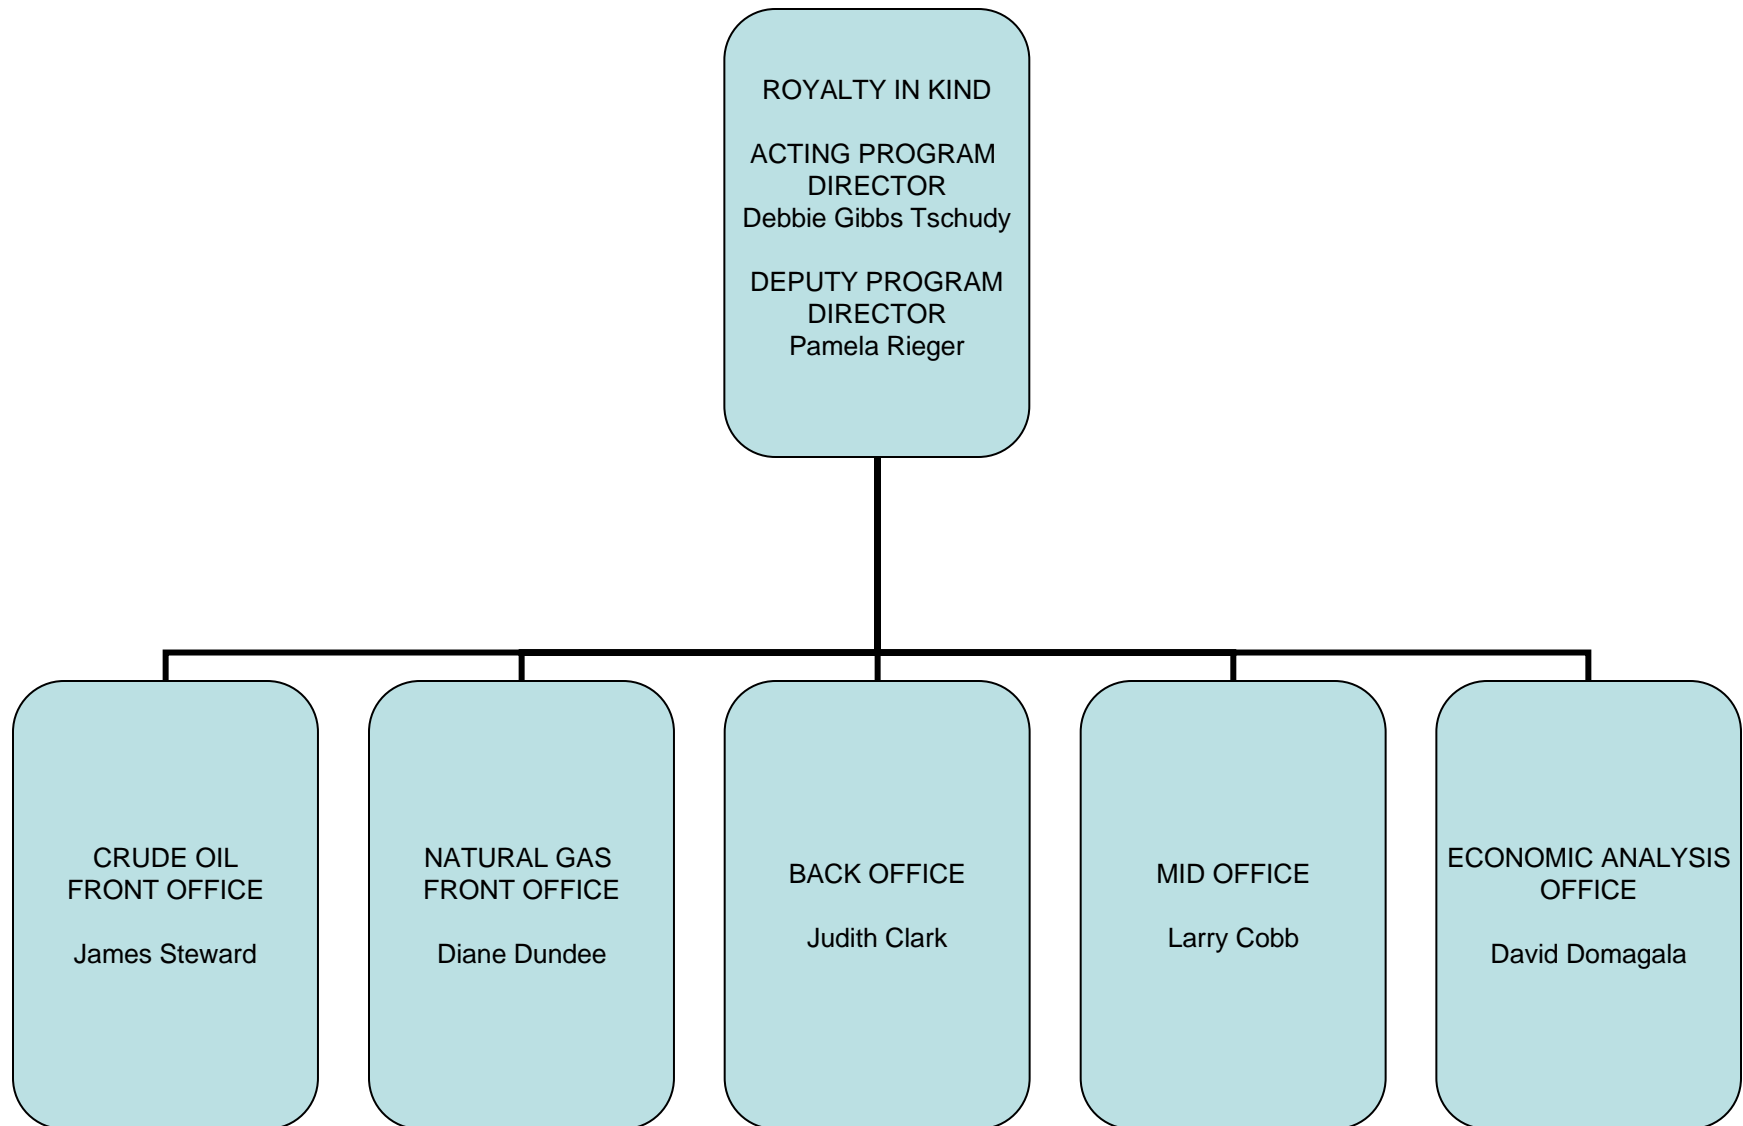 ROYALTY IN KIND
ACTING PROGRAM
DIRECTOR
Debbie Gibbs Tschudy
DEPUTY PROGRAM
DIRECTOR
Pamela Rieger
CRUDE OIL
FRONT OFFICE
James Steward
NATURAL GAS
FRONT OFFICE
Diane Dundee
BACK OFFICE
Judith Clark
MID OFFICE
Larry Cobb
ECONOMIC ANALYSIS
OFFICE
David Domagala